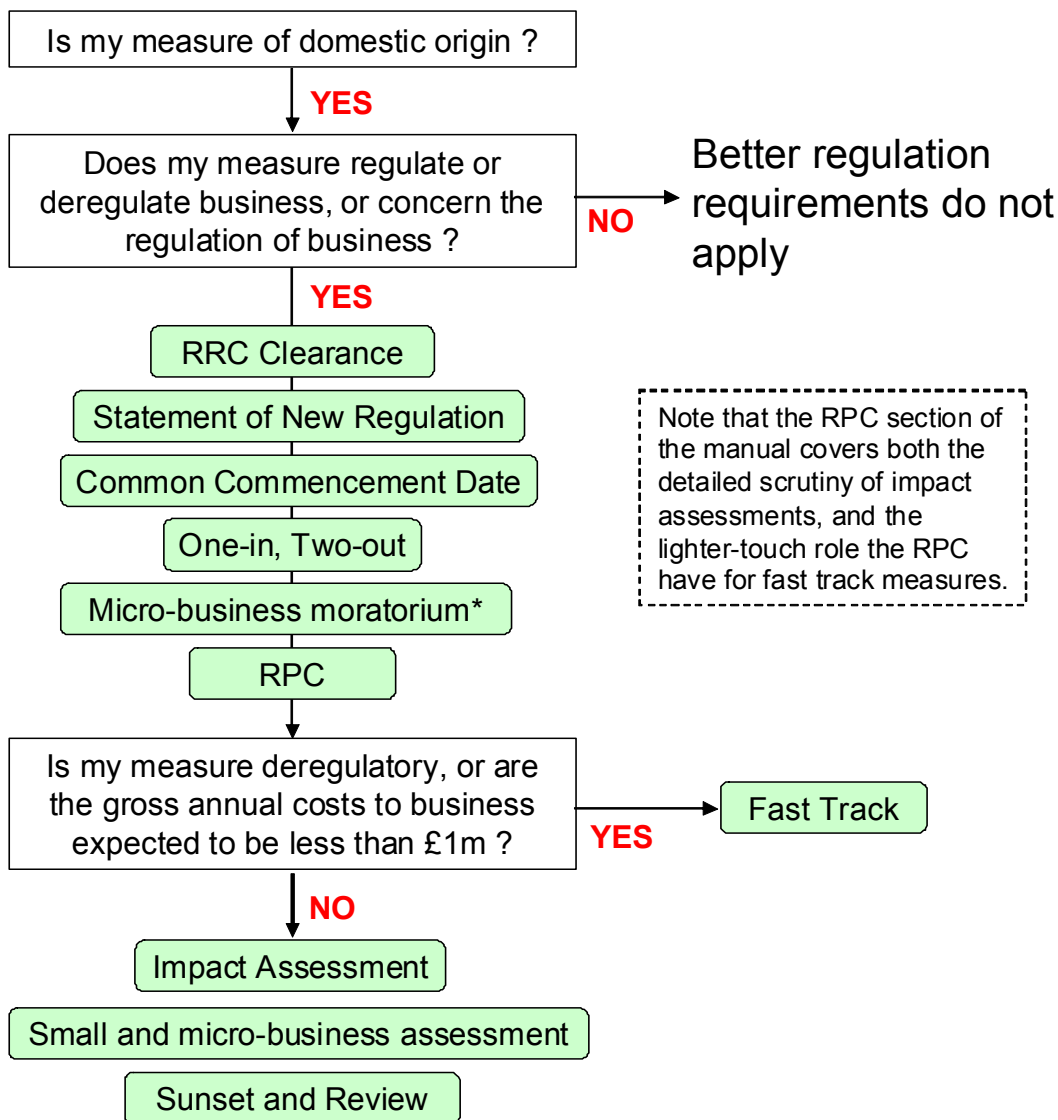 Is my measure of domestic origin ?
YES
Does my measure regulate or
deregulate business, or concern the
regulation of business ?
NO
Better regulation
requirements do not
apply
YES
RRC Clearance
Statement of New Regulation
Common Commencement Date
One-in, Two-out
Micro-business moratorium*
RPC
Note that the RPC section of
the manual covers both the
detailed scrutiny of impact
assessments, and the
lighter-touch role the RPC
have for fast track measures.
Is my measure deregulatory, or are
the gross annual costs to business
expected to be less than £1m ?
YES
Fast Track
NO
Impact Assessment
Small and micro-business assessment
Sunset and Review